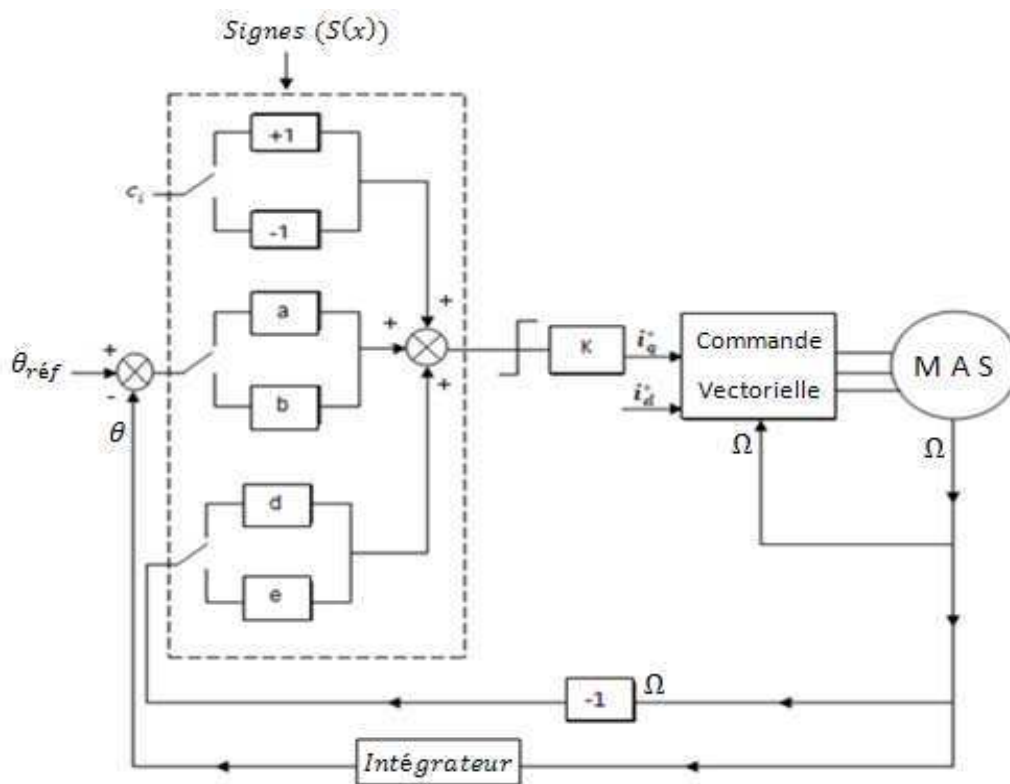 Signes (S(x))
+1
c_i
-1
a
+
+
θ_réf
+
-
b
+
θ
d
e
K
i_q^*
i_d^*
Commande
Vectorielle
Ω
M A S
Ω
-1
Ω
Intégrateur